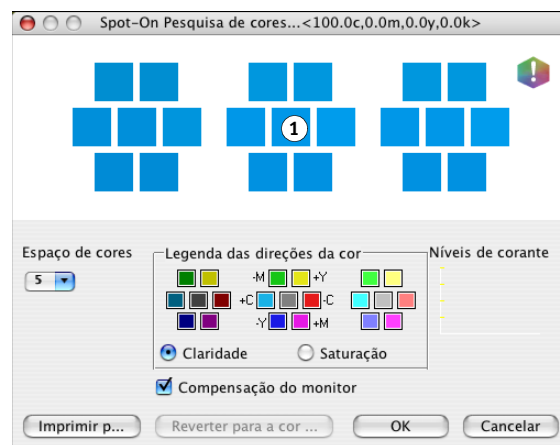 Spot-On Pesquisa de cores...<100.0c,0.0m,0.0y,0.0k>
1
Espaço de cores
5
Legenda das direções da cor
-M +Y
+C -C
-Y +M
Claridade Saturação
Níveis de corante
Compensação do monitor
Imprimir p... Reverter para a cor ... OK Cancelar